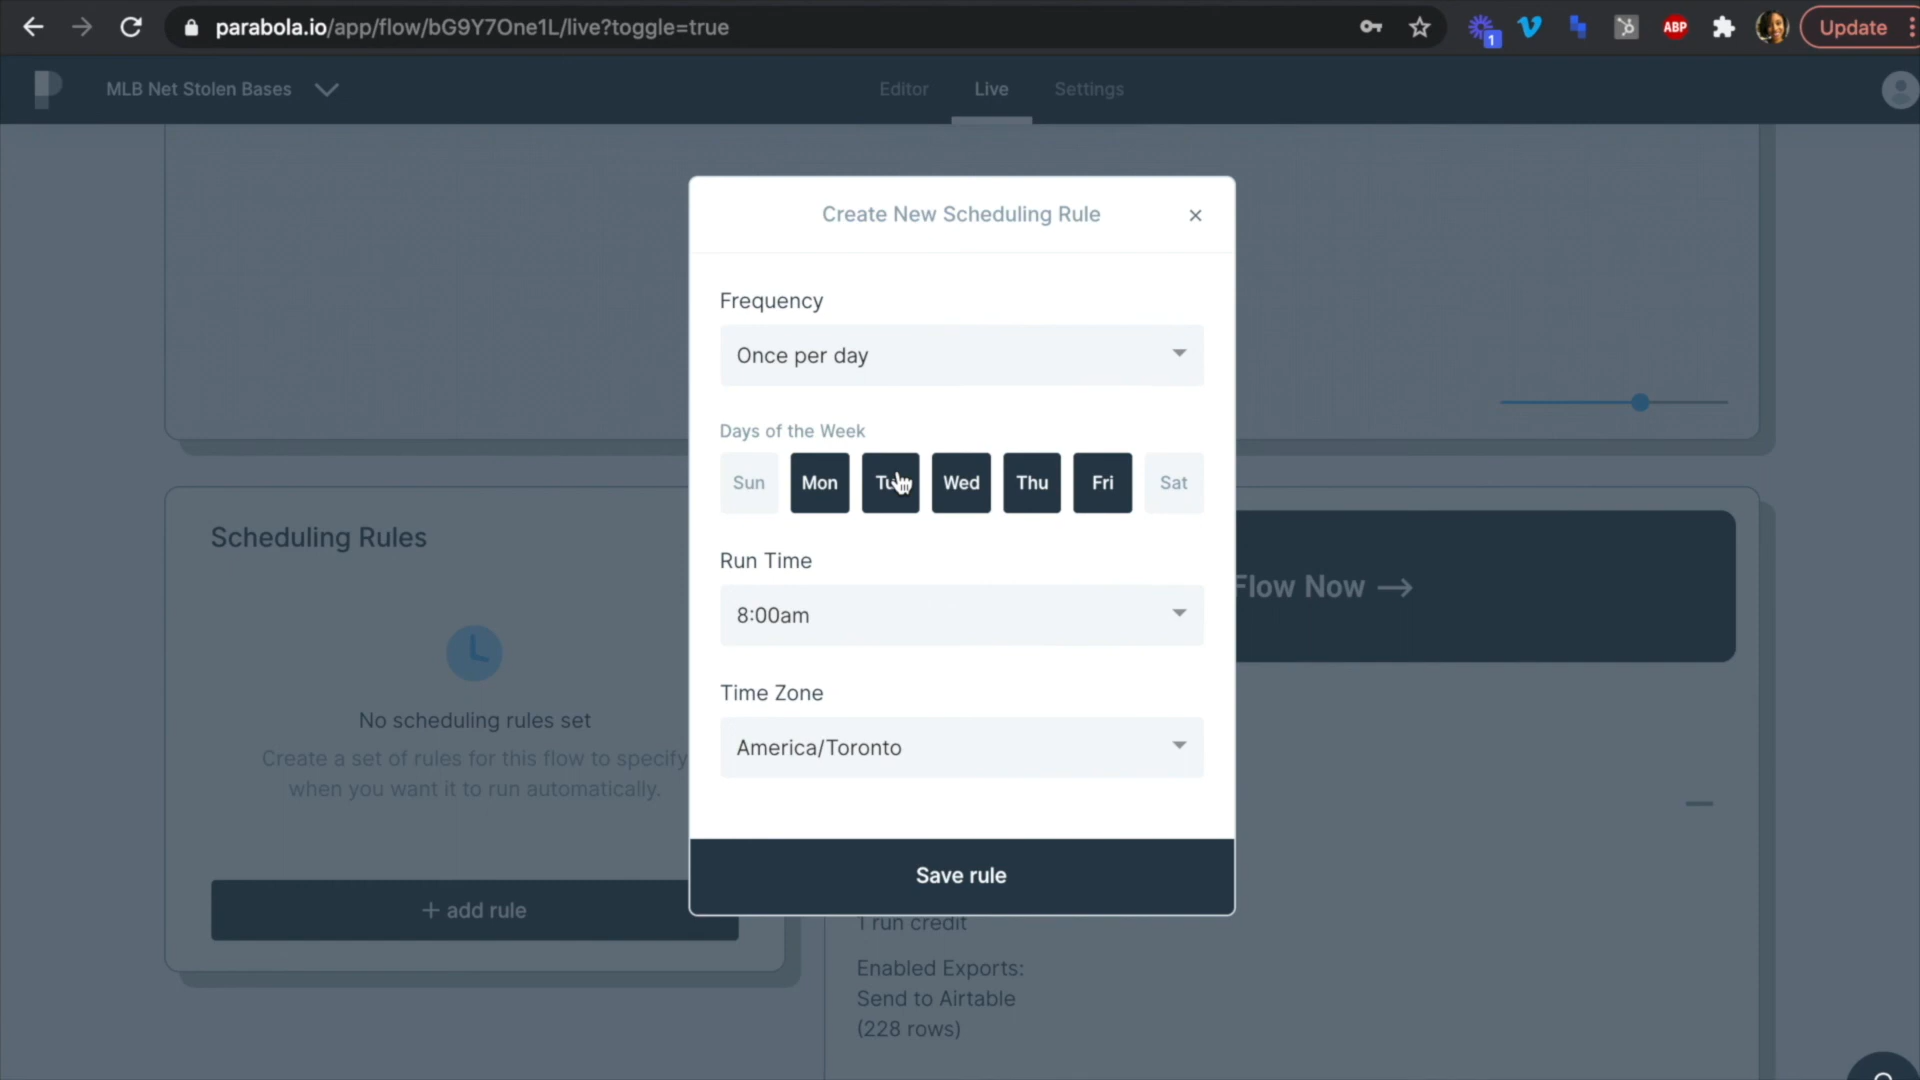 parabola.io/app/flow/bG9Y7One1L/live?toggle=true
1
ABP
Update
MLB Net Stolen Bases
Editor
Live
Settings
Create New Scheduling Rule
×
Frequency
Once per day
Days of the Week
Sun
Mon
Wed
Thu
Fri
Sat
Run Time
8:00am
Time Zone
America/Toronto
Save rule
Scheduling Rules
No scheduling rules set
Create a set of rules for this flow to specify
when you want it to run automatically.
+ add rule
Flow Now →
1 run credit
Enabled Exports:
Send to Airtable
(228 rows)